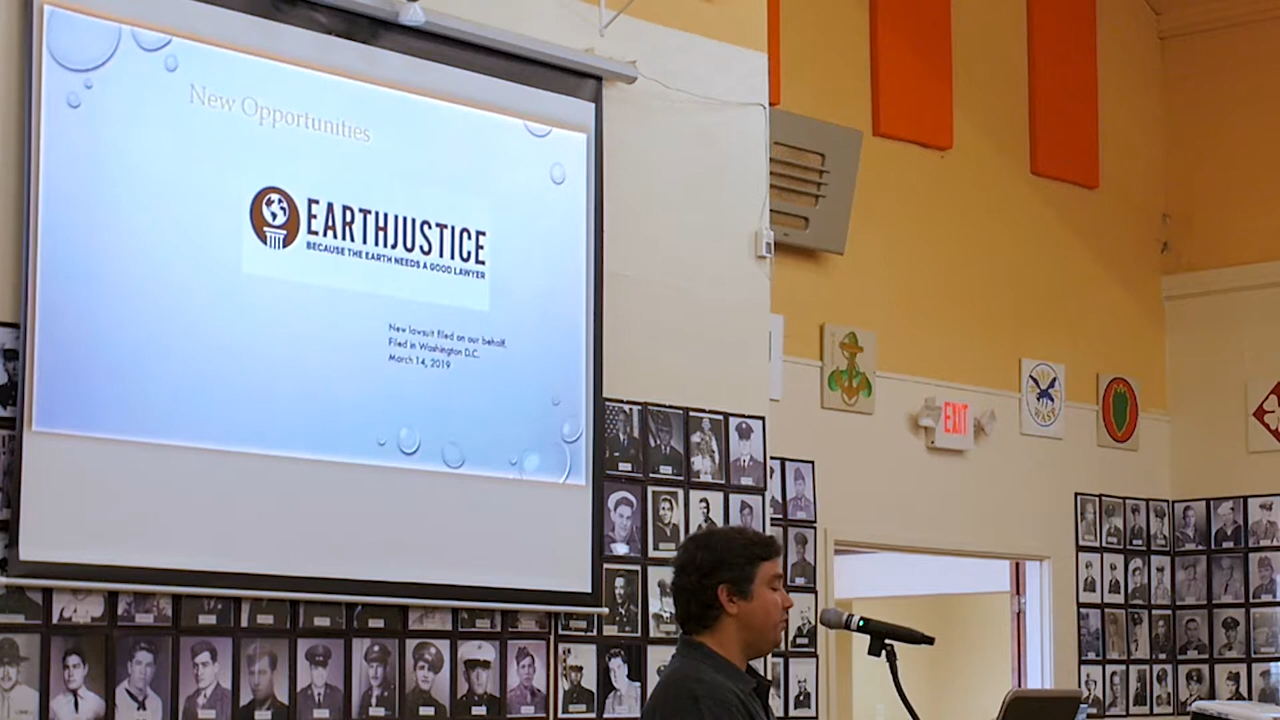 New Opportunities
EARTHJUSTICE
BECAUSE THE EARTH NEEDS A GOOD LAWYER
New lawsuit filed on our behalf.
Filed in Washington D.C.
March 14, 2019
EXIT
WASP